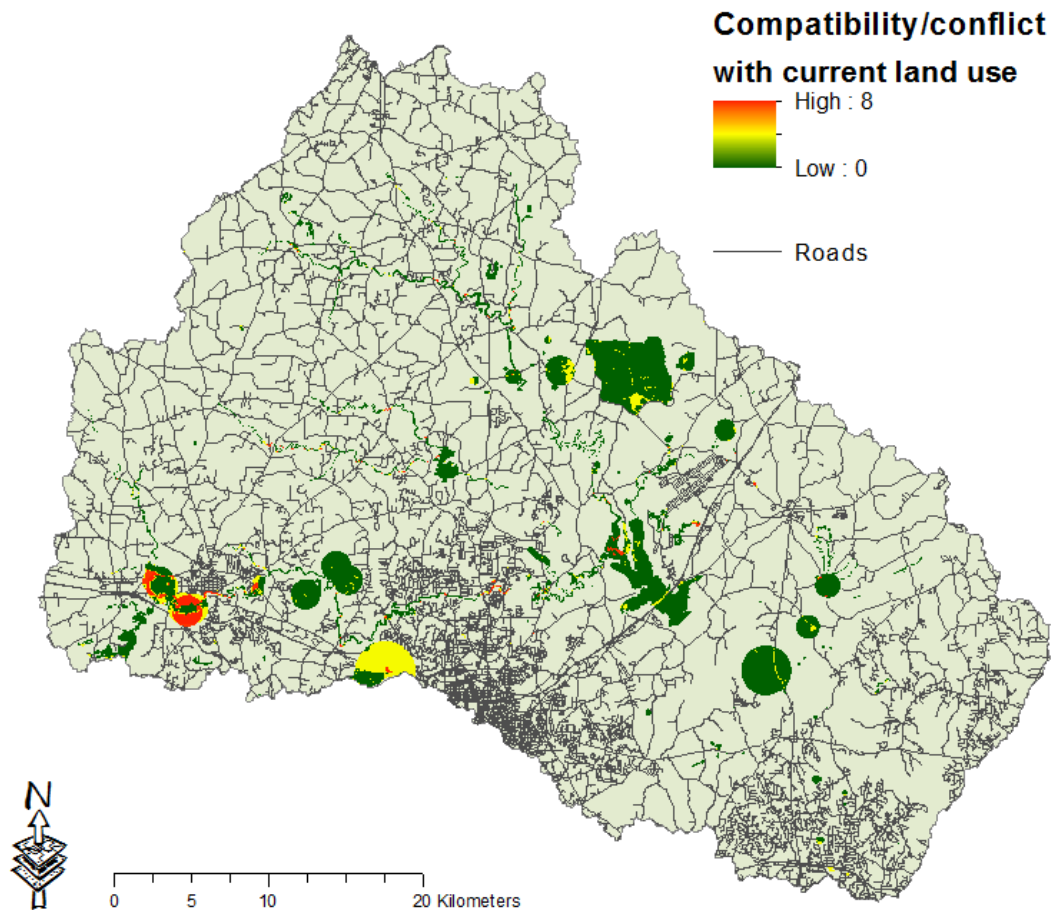 Compatibility/conflict
with current land use
High : 8
Low : 0
Roads
N
0 5 10 20 Kilometers